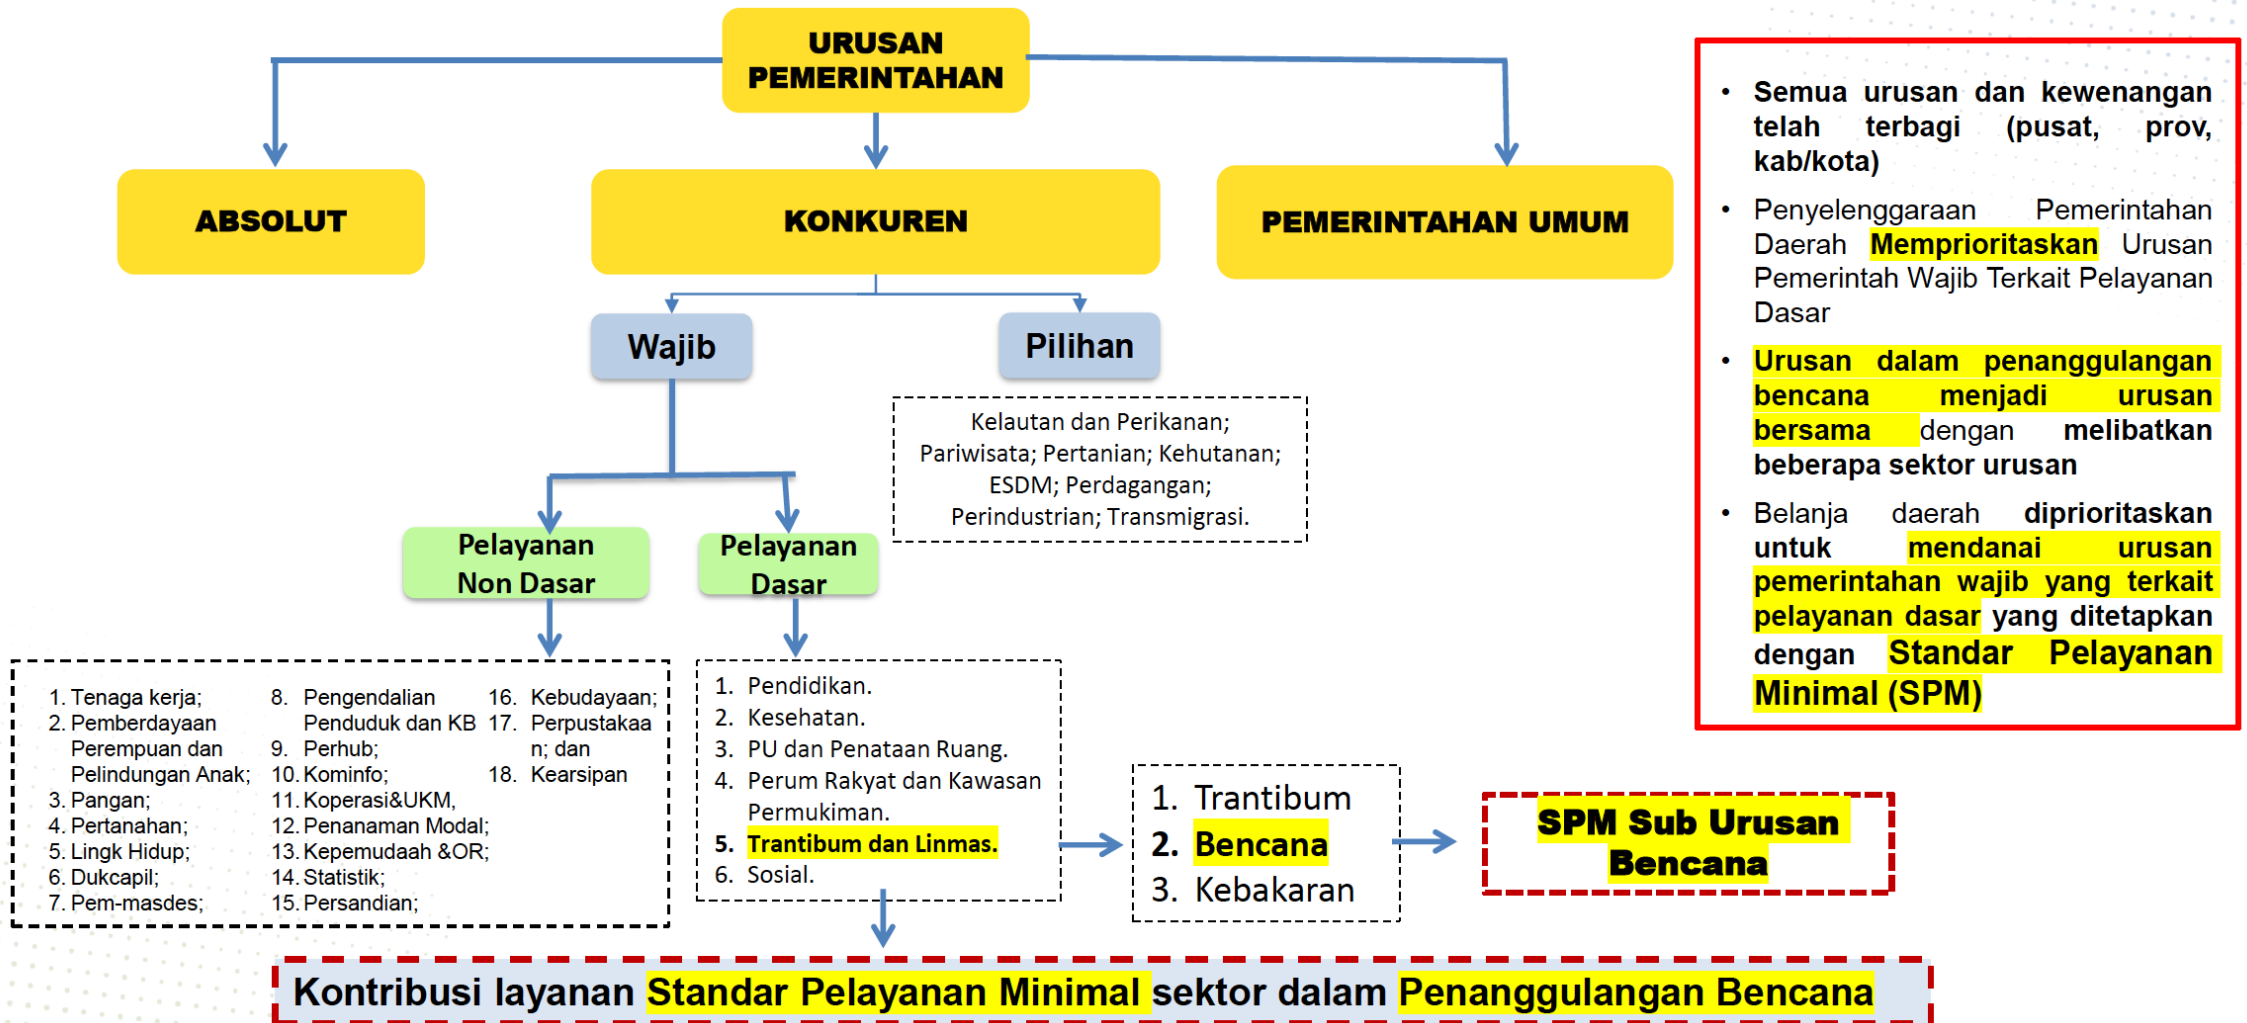 URUSAN
PEMERINTAHAN
ABSOLUT
KONKUREN
PEMERINTAHAN UMUM
Wajib
Pilihan
Kelautan dan Perikanan;
Pariwisata; Pertanian; Kehutanan;
ESDM; Perdagangan;
Perindustrian; Transmigrasi.
Pelayanan
Non Dasar
Pelayanan
Dasar
1. Tenaga kerja;
2. Pemberdayaan
Perempuan dan
Pelindungan Anak;
3. Pangan;
4. Pertanahan;
5. Lingk Hidup;
6. Dukcapil;
7. Pem-masdes;
8. Pengendalian
Penduduk dan KB
9. Perhub;
10. Kominfo;
11. Koperasi&UKM,
12. Penanaman Modal;
13. Kepemudaah &OR;
14. Statistik;
15. Persandian;
16. Kebudayaan;
17. Perpustakaa
n; dan
18. Kearsipan
1. Pendidikan.
2. Kesehatan.
3. PU dan Penataan Ruang.
4. Perum Rakyat dan Kawasan
Permukiman.
5. Trantibum dan Linmas.
6. Sosial.
1. Trantibum
2. Bencana
3. Kebakaran
SPM Sub Urusan
Bencana
Kontribusi layanan Standar Pelayanan Minimal sektor dalam Penanggulangan Bencana
• Semua urusan dan kewenangan
telah terbagi (pusat, prov,
kab/kota)
• Penyelenggaraan Pemerintahan
Daerah Memprioritaskan Urusan
Pemerintah Wajib Terkait Pelayanan
Dasar
• Urusan dalam penanggulangan
bencana menjadi urusan
bersama dengan melibatkan
beberapa sektor urusan
• Belanja daerah diprioritaskan
untuk mendanai urusan
pemerintahan wajib yang terkait
pelayanan dasar yang ditetapkan
dengan Standar Pelayanan
Minimal (SPM)